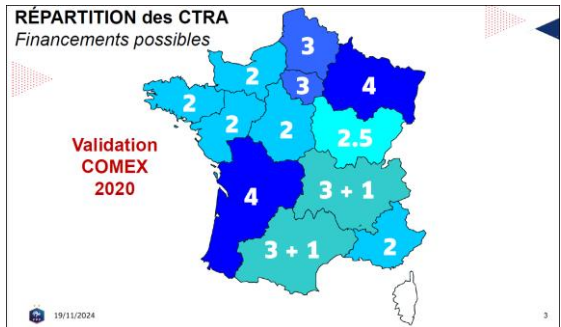 RÉPARTITION des CTRA
Financements possibles
3
2
3
4
2
2
2
2.5
Validation
COMEX
2020
4
3 + 1
3 + 1
2
19/11/2024
3